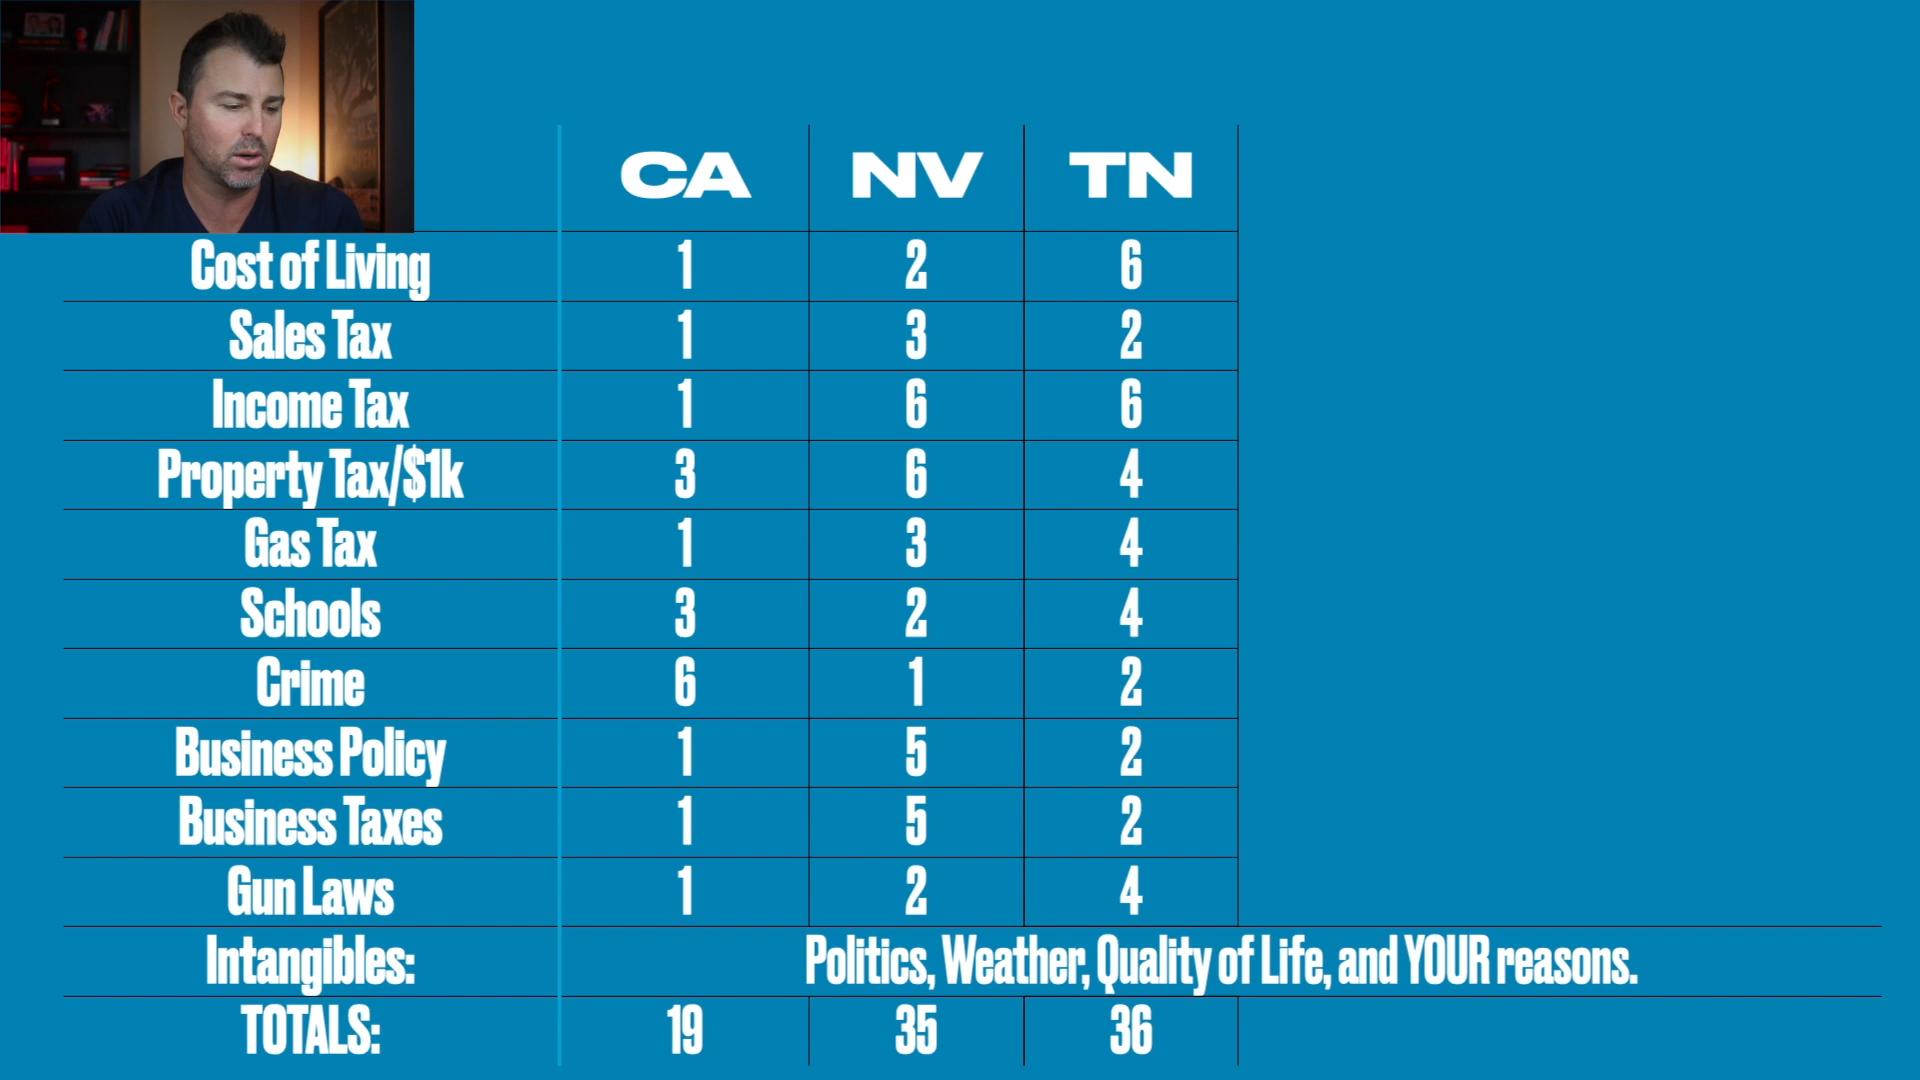 CA NV TN
Cost of Living 1 2 6
Sales Tax 1 3 2
Income Tax 1 6 6
Property Tax/$1k 3 6 4
Gas Tax 1 3 4
Schools 3 2 4
Crime 6 1 2
Business Policy 1 5 2
Business Taxes 1 5 2
Gun Laws 1 2 4
Intangibles: Politics, Weather, Quality of Life, and YOUR reasons.
TOTALS: 19 35 36